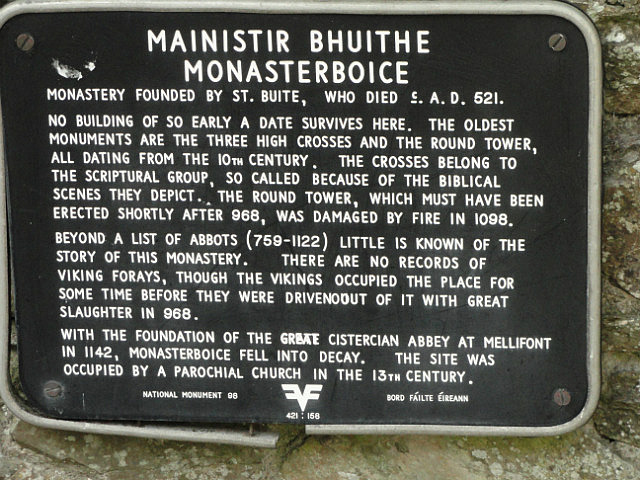 MAINISTIR BHUITHE
MONASTERBOICE
MONASTERY FOUNDED BY ST. BUITE, WHO DIED c. A. D. 521.
NO BUILDING OF SO EARLY A DATE SURVIVES HERE. THE OLDEST
MONUMENTS ARE THE THREE HIGH CROSSES AND THE ROUND TOWER,
ALL DATING FROM THE 10TH CENTURY. THE CROSSES BELONG TO
THE SCRIPTURAL GROUP, SO CALLED BECAUSE OF THE BIBLICAL
SCENES THEY DEPICT. THE ROUND TOWER, WHICH MUST HAVE BEEN
ERECTED SHORTLY AFTER 968, WAS DAMAGED BY FIRE IN 1098.
BEYOND A LIST OF ABBOTS (759-1122) LITTLE IS KNOWN OF THE
STORY OF THIS MONASTERY. THERE ARE NO RECORDS OF
VIKING FORAYS, THOUGH THE VIKINGS OCCUPIED THE PLACE FOR
SOME TIME BEFORE THEY WERE DRIVENOUT OF IT WITH GREAT
SLAUGHTER IN 968.
WITH THE FOUNDATION OF THE GREAT CISTERCIAN ABBEY AT MELLIFONT
IN 1142, MONASTERBOICE FELL INTO DECAY. THE SITE WAS
OCCUPIED BY A PAROCHIAL CHURCH IN THE 13TH CENTURY.
NATIONAL MONUMENT 98
BORD FÁILTE ÉIREANN
421 : 158